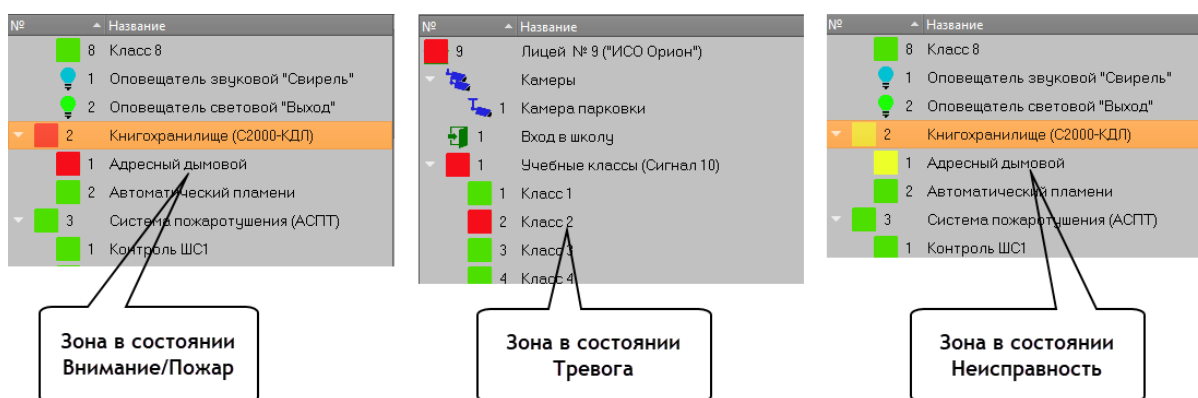 № Название
8 Класс 8
1 Оповещатель звуковой "Свирель"
2 Оповещатель световой "Выход"
2 Книгохранилище (С2000-КДЛ)
1 Адресный дымовой
2 Автоматический пламени
3 Система пожаротушения (АСПТ)
1 Контроль ШС1
Зона в состоянии
Внимание/Пожар
№ Название
9 Лицей № 9 ("ИСО Орион")
Камеры
1 Камера парковки
1 Вход в школу
1 Учебные классы (Сигнал 10)
1 Класс 1
2 Класс 2
3 Класс 3
4 Класс 4
Зона в состоянии
Тревога
№ Название
8 Класс 8
1 Оповещатель звуковой "Свирель"
2 Оповещатель световой "Выход"
2 Книгохранилище (С2000-КДЛ)
1 Адресный дымовой
2 Автоматический пламени
3 Система пожаротушения (АСПТ)
1 Контроль ШС1
Зона в состоянии
Неисправность